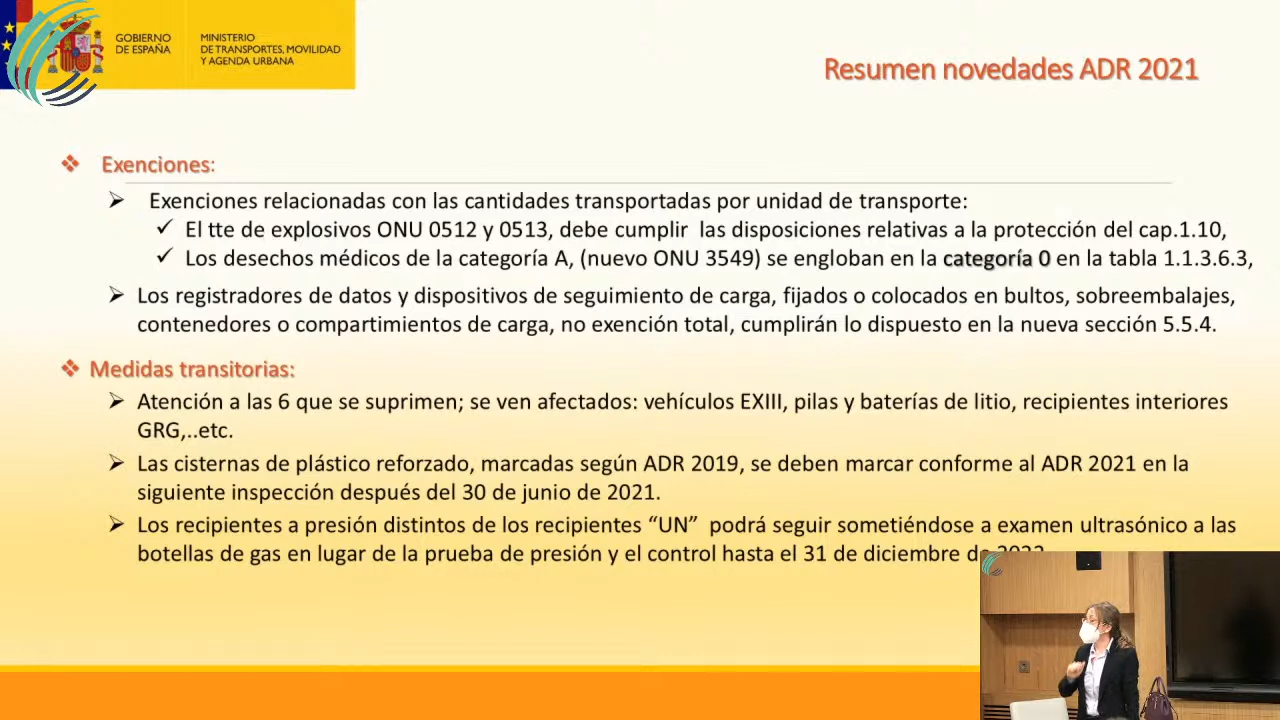 GOBIERNO
DE ESPAÑA
MINISTERIO
DE TRANSPORTES, MOVILIDAD
Y AGENDA URBANA
Resumen novedades ADR 2021
Exenciones:
Exenciones relacionadas con las cantidades transportadas por unidad de transporte:
El tte de explosivos ONU 0512 y 0513, debe cumplir las disposiciones relativas a la protección del cap.1.10,
Los desechos médicos de la categoría A, (nuevo ONU 3549) se engloban en la categoría 0 en la tabla 1.1.3.6.3,
Los registradores de datos y dispositivos de seguimiento de carga, fijados o colocados en bultos, sobreembalajes,
contenedores o compartimientos de carga, no exención total, cumplirán lo dispuesto en la nueva sección 5.5.4.
Medidas transitorias:
Atención a las 6 que se suprimen; se ven afectados: vehículos EXIII, pilas y baterías de litio, recipientes interiores
GRG,..etc.
Las cisternas de plástico reforzado, marcadas según ADR 2019, se deben marcar conforme al ADR 2021 en la
siguiente inspección después del 30 de junio de 2021.
Los recipientes a presión distintos de los recipientes “UN” podrá seguir sometiéndose a examen ultrasónico a las
botellas de gas en lugar de la prueba de presión y el control hasta el 31 de diciembre de